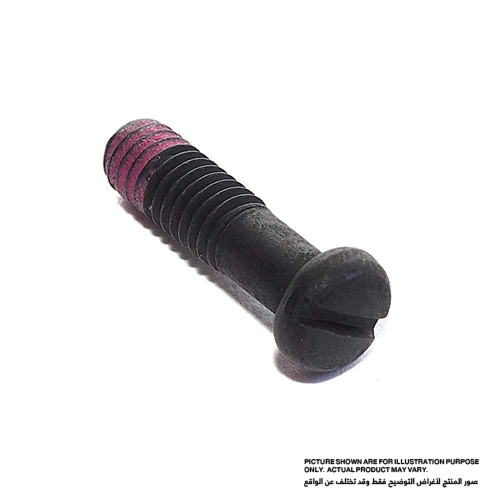 PICTURE SHOWN ARE FOR ILLUSTRATION PURPOSE
ONLY. ACTUAL PRODUCT MAY VARY.
صور المنتج لأغراض التوضيح فقط وقد تختلف عن الواقع